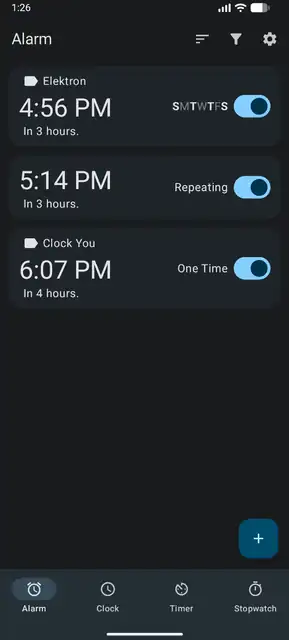 1:26
Alarm
Elektron
4:56 PM
SMTWTFS
In 3 hours.
5:14 PM
Repeating
In 3 hours.
Clock You
6:07 PM
One Time
In 4 hours.
+
Alarm
Clock
Timer
Stopwatch